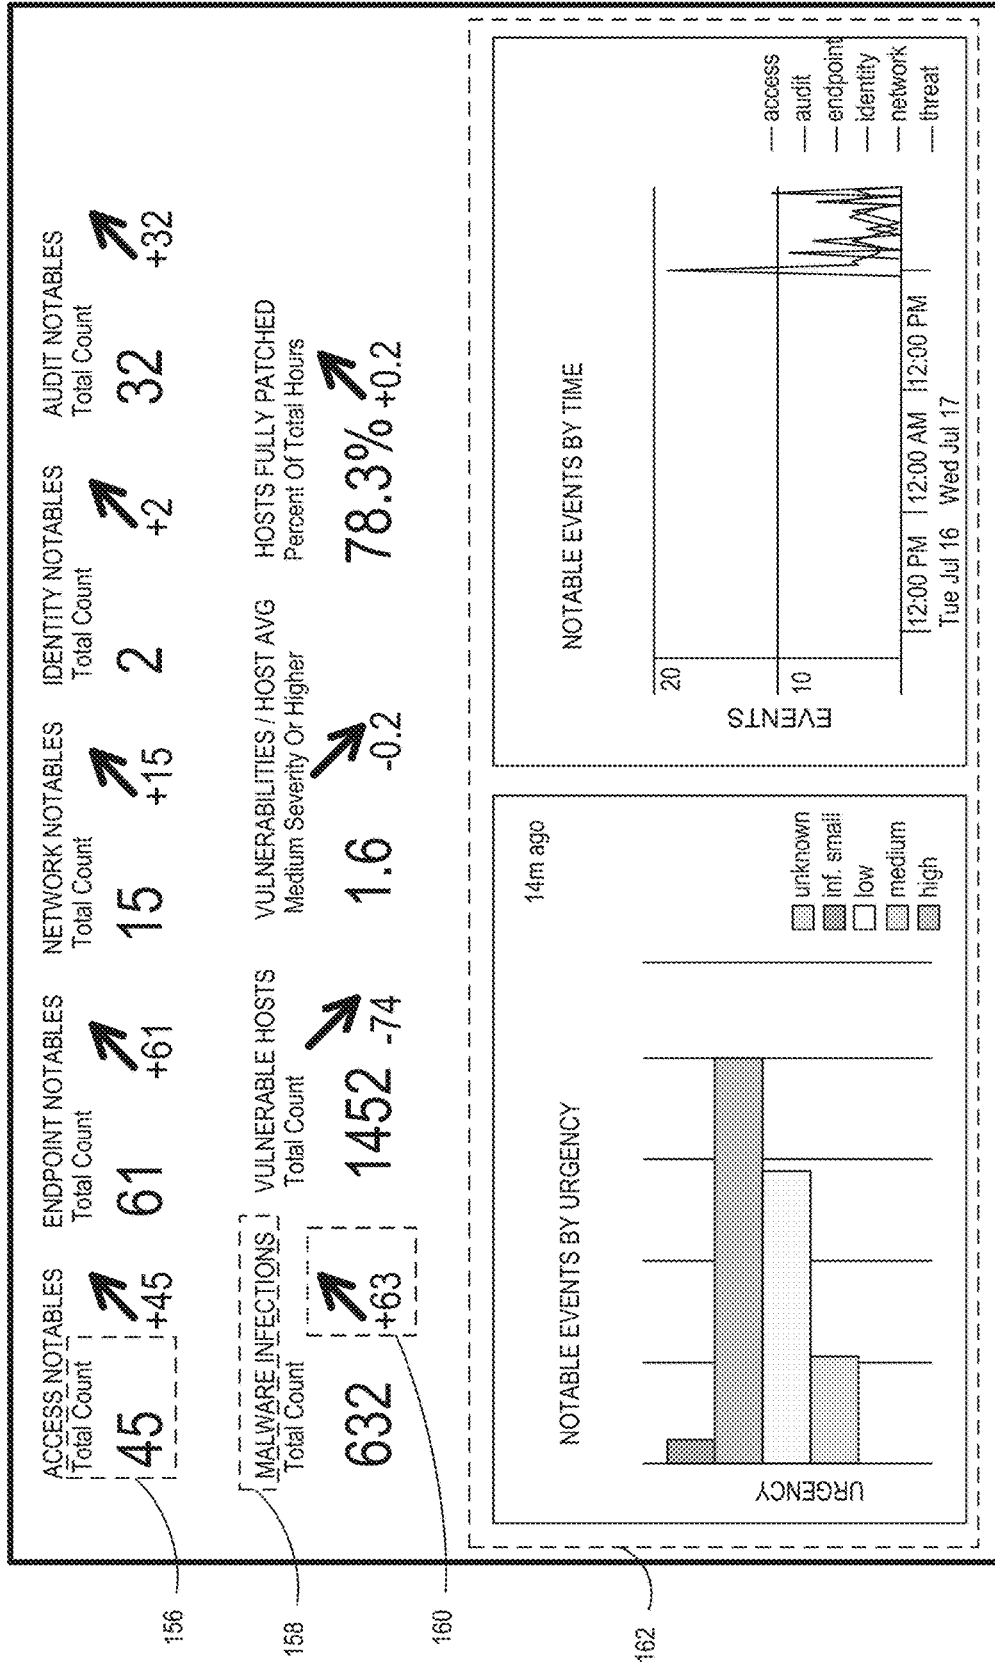 ACCESS NOTABLES
Total Count
45
+45
ENDPOINT NOTABLES
Total Count
61
+61
NETWORK NOTABLES
Total Count
15
+15
IDENTITY NOTABLES
Total Count
2
+2
AUDIT NOTABLES
Total Count
32
+32
156
MALWARE INFECTIONS
Total Count
632
+63
VULNERABLE HOSTS
Total Count
1452
-74
VULNERABILITIES / HOST AVG
Medium Severity Or Higher
1.6
-0.2
HOSTS FULLY PATCHED
Percent Of Total Hours
78.3%
+0.2
158
160
162
NOTABLE EVENTS BY URGENCY
14m ago
URGENCY
unknown
inf. small
low
medium
high
NOTABLE EVENTS BY TIME
EVENTS
20
10
12:00 PM
Tue Jul 16
12:00 AM
Wed Jul 17
12:00 PM
access
audit
endpoint
identity
network
threat